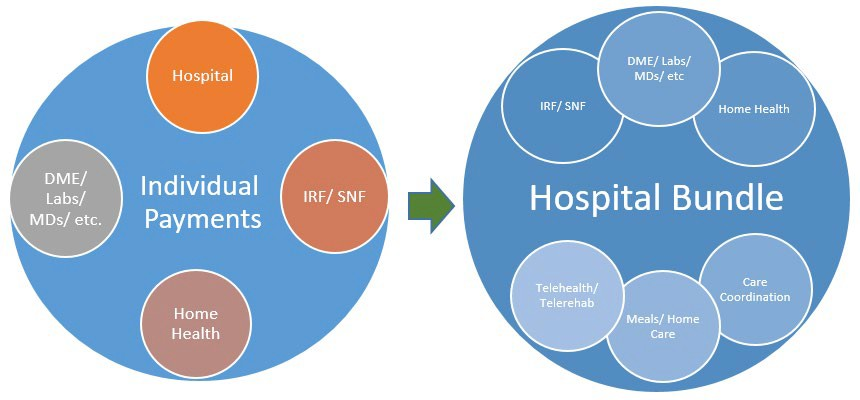 Hospital
DME/
Labs/
MDs/ etc.
Individual
Payments
IRF/ SNF
Home
Health
DME/ Labs/
MDs/ etc
IRF/ SNF
Home Health
Hospital Bundle
Telehealth/
Telerehab
Meals/ Home
Care
Care
Coordination